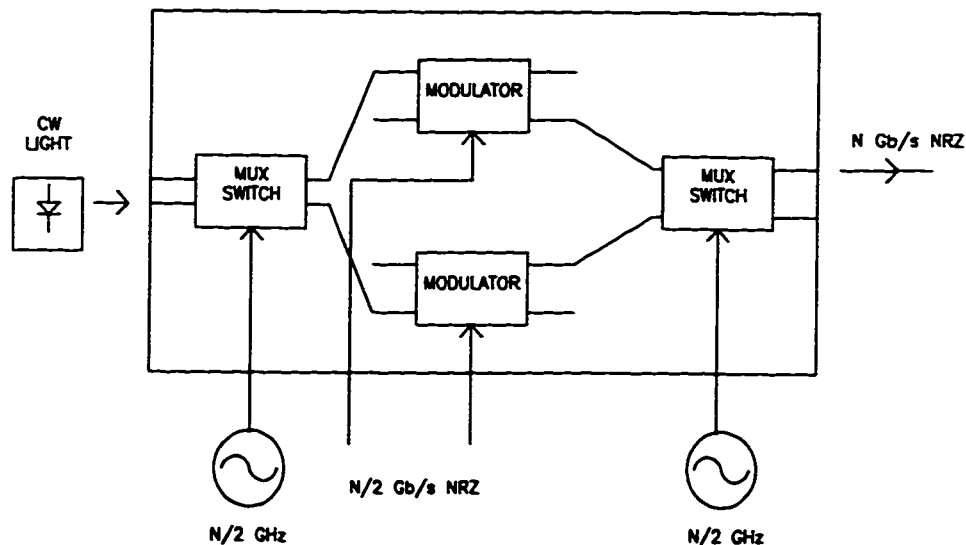 MODULATOR
CW
LIGHT
N Gb/s NRZ
MUX
SWITCH
MUX
SWITCH
MODULATOR
N/2 Gb/s NRZ
N/2 GHz
N/2 GHz